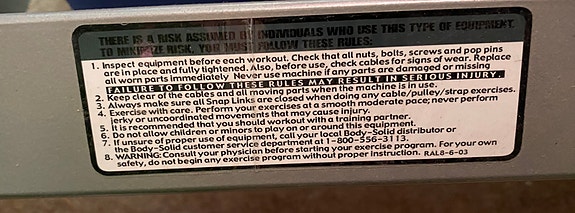 THERE IS A RISK ASSUMED BY INDIVIDUALS WHO USE THIS TYPE OF EQUIPMENT.
TO MINIMIZE RISK, YOU MUST FOLLOW THESE RULES:
1. Inspect equipment before each workout. Check that all nuts, bolts, screws and pop pins
are in place and fully tightened. Also, before use, check cables for signs of wear. Replace
all worn parts immediately Never use machine if any parts are damaged or missing
FAILURE TO FOLLOW THESE RULES MAY RESULT IN SERIOUS INJURY.
2. Keep clear of the cables and all moving parts when the machine is in use.
3. Always make sure all Snap Links are closed when doing any cable/pulley/strap exercises.
4. Exercise with care. Perform your exercises at a smooth moderate pace; never perform
jerky or uncoordinated movements that may cause injury.
5. It is recommended that you should workout with a training partner.
6. Do not allow children or minors to play on or around this equipment.
7. If unsure of proper use of equipment, call your local Body-Solid distributor or
the Body-Solid customer service department at 1-800-556-3113.
8. WARNING: Consult your physician before starting your exercise program. For your own
safety, do not begin any exercise program without proper instruction. RAL8-6-03